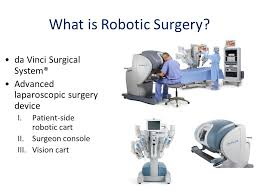 What is Robotic Surgery?
• da Vinci Surgical
System®
• Advanced
laparoscopic surgery
device
I. Patient-side
robotic cart
II. Surgeon console
III. Vision cart